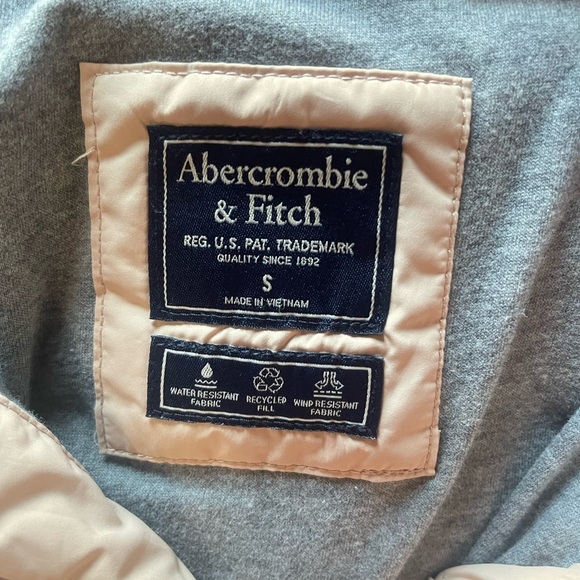 Abercrombie
& Fitch
REG. U.S. PAT. TRADEMARK
QUALITY SINCE 1892
S
MADE IN VIETNAM
WATER RESISTANT
FABRIC
RECYCLED
FILL
WIND RESISTANT
FABRIC